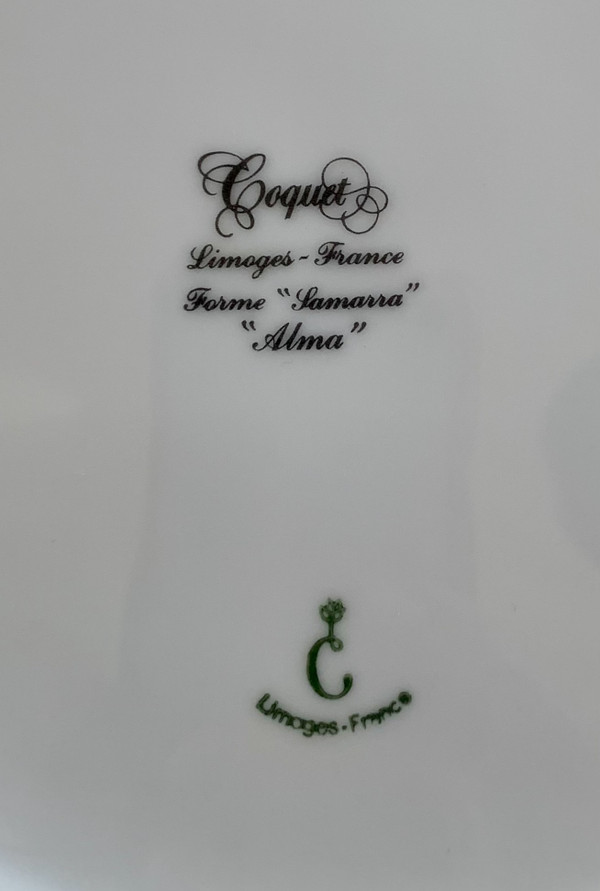 Coquet
Limoges - France
Forme “Samarra”
“Alma”
C
Limoges - France